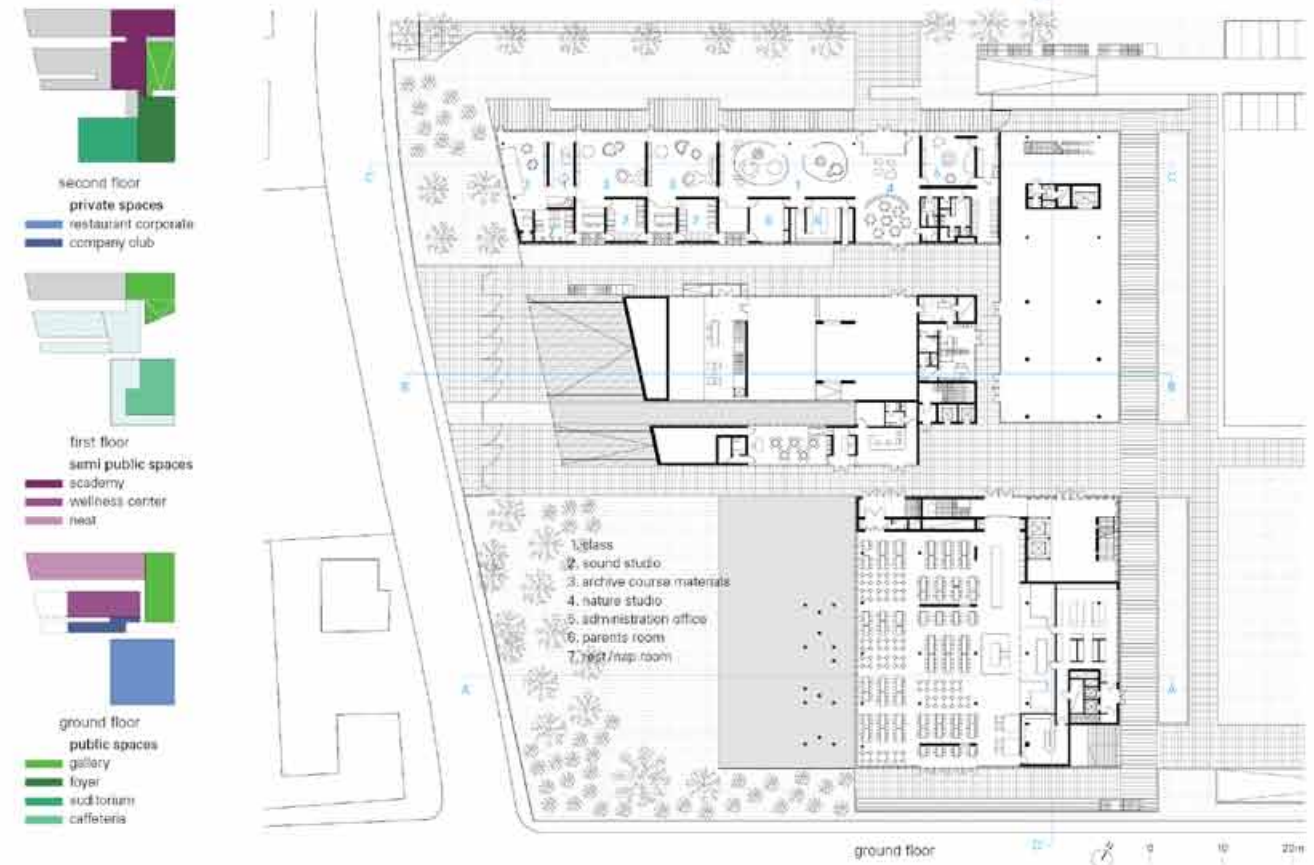 second floor
private spaces
restaurant corporate
company club
first floor
semi public spaces
academy
wellness center
nest
ground floor
public spaces
gallery
foyer
auditorium
caffeteria
1. class
2. sound studio
3. archive course materials
4. nature studio
5. administration office
6. parents room
7. rest/nap room
B
B
A
A
ground floor
0
10
20m